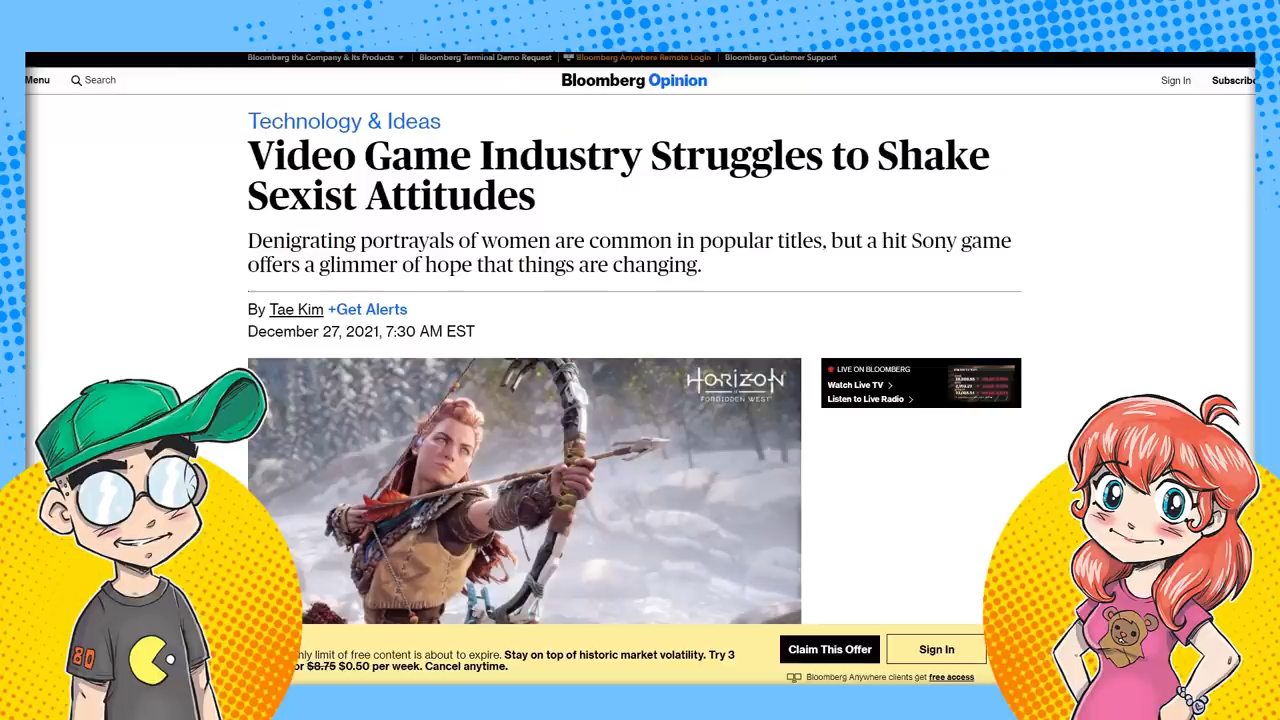 Bloomberg the Company & Its Products
Bloomberg Terminal Demo Request
Bloomberg Anywhere Remote Login
Bloomberg Customer Support
Menu
Search
Bloomberg Opinion
Sign In
Subscribe
Technology & Ideas
Video Game Industry Struggles to Shake
Sexist Attitudes
Denigrating portrayals of women are common in popular titles, but a hit Sony game
offers a glimmer of hope that things are changing.
By Tae Kim +Get Alerts
December 27, 2021, 7:30 AM EST
HORIZON
FORBIDDEN WEST
LIVE ON BLOOMBERG
Watch Live TV
Listen to Live Radio
80
hly limit of free content is about to expire. Stay on top of historic market volatility. Try 3
or $8.75 $0.50 per week. Cancel anytime.
Claim This Offer
Sign In
Bloomberg Anywhere clients get free access